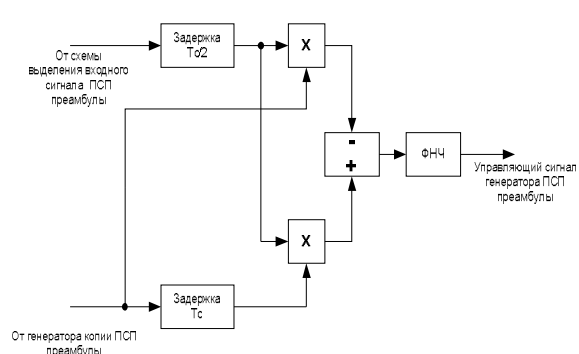 Задержка
Тс/2
X
От схемы
выделения входного
сигнала ПСП
преамбулы
-
+
ФНЧ
Управляющий сигнал
генератора ПСП
преамбулы
X
Задержка
Тс
От генератора копии ПСП
преамбулы